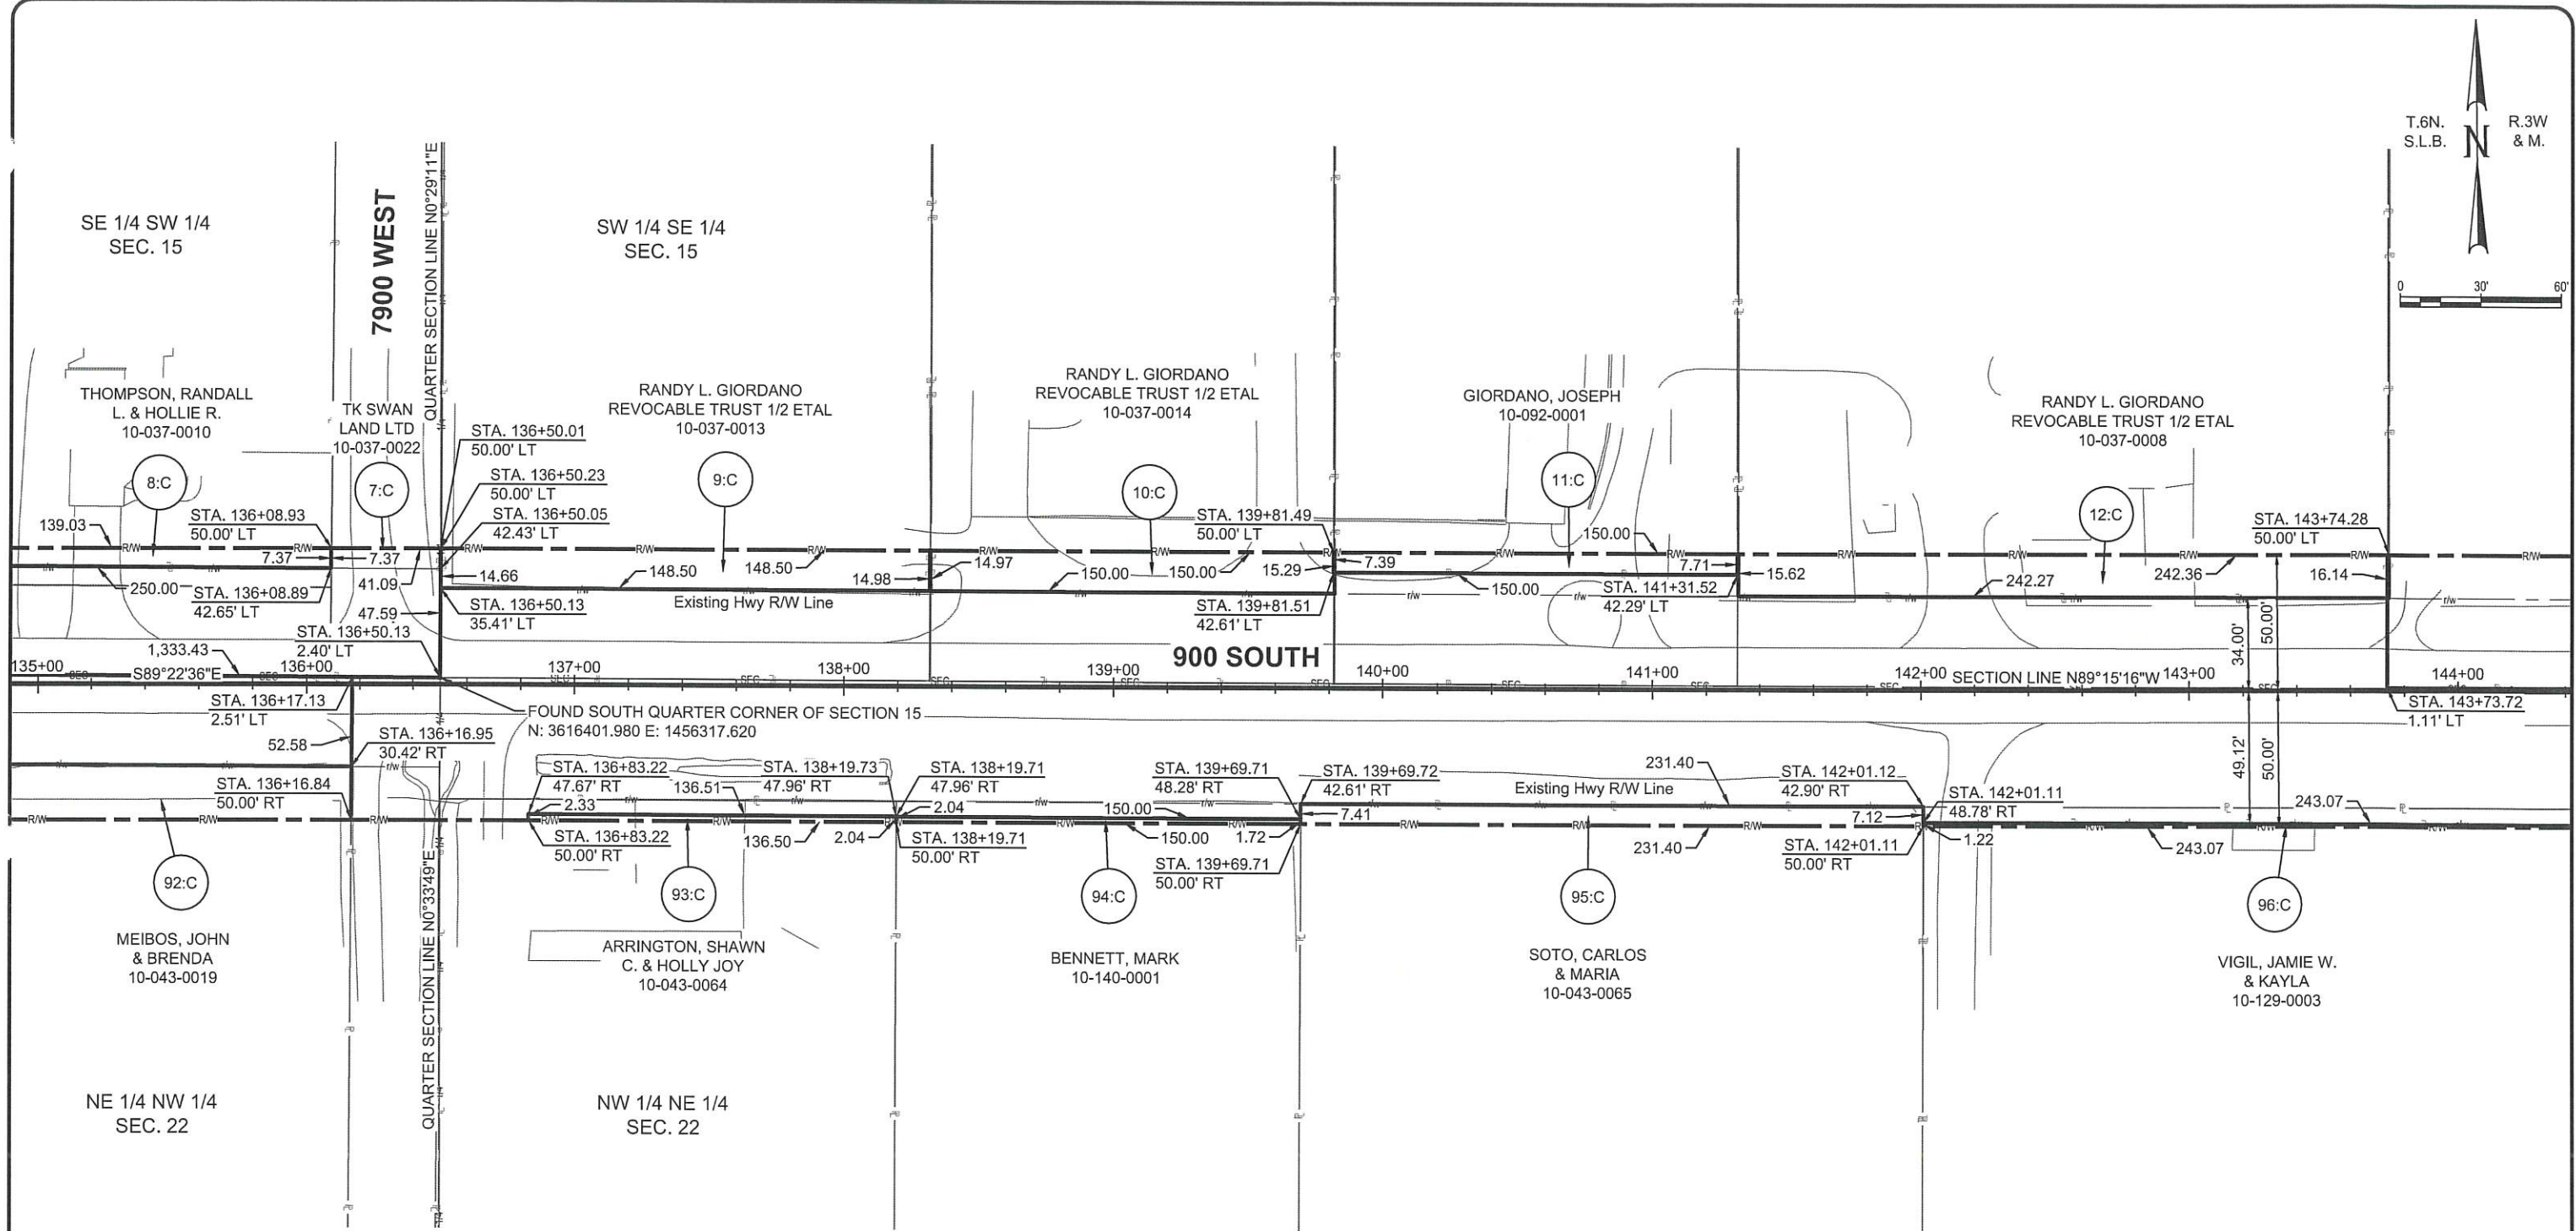 T.6N.
S.L.B.
N
R.3W
& M.
0
30'
60'
SE 1/4 SW 1/4
SEC. 15
7900 WEST
QUARTER SECTION LINE N0°29'11"E
SW 1/4 SE 1/4
SEC. 15
THOMPSON, RANDALL
L. & HOLLIE R.
10-037-0010
8:C
TK SWAN
LAND LTD
10-037-0022
7:C
RANDY L. GIORDANO
REVOCABLE TRUST 1/2 ETAL
10-037-0013
9:C
RANDY L. GIORDANO
REVOCABLE TRUST 1/2 ETAL
10-037-0014
10:C
GIORDANO, JOSEPH
10-092-0001
11:C
RANDY L. GIORDANO
REVOCABLE TRUST 1/2 ETAL
10-037-0008
12:C
139.03
STA. 136+08.93
50.00' LT
7.37
7.37
250.00
STA. 136+08.89
42.65' LT
41.09
47.59
STA. 136+50.01
50.00' LT
STA. 136+50.23
50.00' LT
STA. 136+50.05
42.43' LT
14.66
148.50
148.50
STA. 136+50.13
35.41' LT
Existing Hwy R/W Line
14.98
14.97
150.00
150.00
STA. 139+81.49
50.00' LT
15.29
7.39
STA. 139+81.51
42.61' LT
150.00
150.00
7.71
15.62
STA. 141+31.52
42.29' LT
242.27
242.36
STA. 143+74.28
50.00' LT
16.14
34.00'
50.00'
STA. 136+50.13
2.40' LT
1,333.43
S89°22'36"E
135+00
136+00
137+00
138+00
139+00
900 SOUTH
140+00
141+00
142+00
SECTION LINE N89°15'16"W
143+00
144+00
STA. 136+17.13
2.51' LT
FOUND SOUTH QUARTER CORNER OF SECTION 15
N: 3616401.980 E: 1456317.620
STA. 143+73.72
1.11' LT
52.58
STA. 136+16.95
30.42' RT
STA. 136+16.84
50.00' RT
STA. 136+83.22
47.67' RT
2.33
136.51
STA. 138+19.73
47.96' RT
STA. 136+83.22
50.00' RT
136.50
2.04
STA. 138+19.71
47.96' RT
2.04
150.00
STA. 138+19.71
50.00' RT
150.00
STA. 139+69.71
48.28' RT
1.72
STA. 139+69.71
50.00' RT
STA. 139+69.72
42.61' RT
7.41
Existing Hwy R/W Line
231.40
231.40
STA. 142+01.12
42.90' RT
7.12
STA. 142+01.11
50.00' RT
STA. 142+01.11
48.78' RT
1.22
243.07
243.07
49.12'
50.00'
92:C
MEIBOS, JOHN
& BRENDA
10-043-0019
QUARTER SECTION LINE N0°33'49"E
93:C
ARRINGTON, SHAWN
C. & HOLLY JOY
10-043-0064
94:C
BENNETT, MARK
10-140-0001
95:C
SOTO, CARLOS
& MARIA
10-043-0065
96:C
VIGIL, JAMIE W.
& KAYLA
10-129-0003
NE 1/4 NW 1/4
SEC. 22
NW 1/4 NE 1/4
SEC. 22